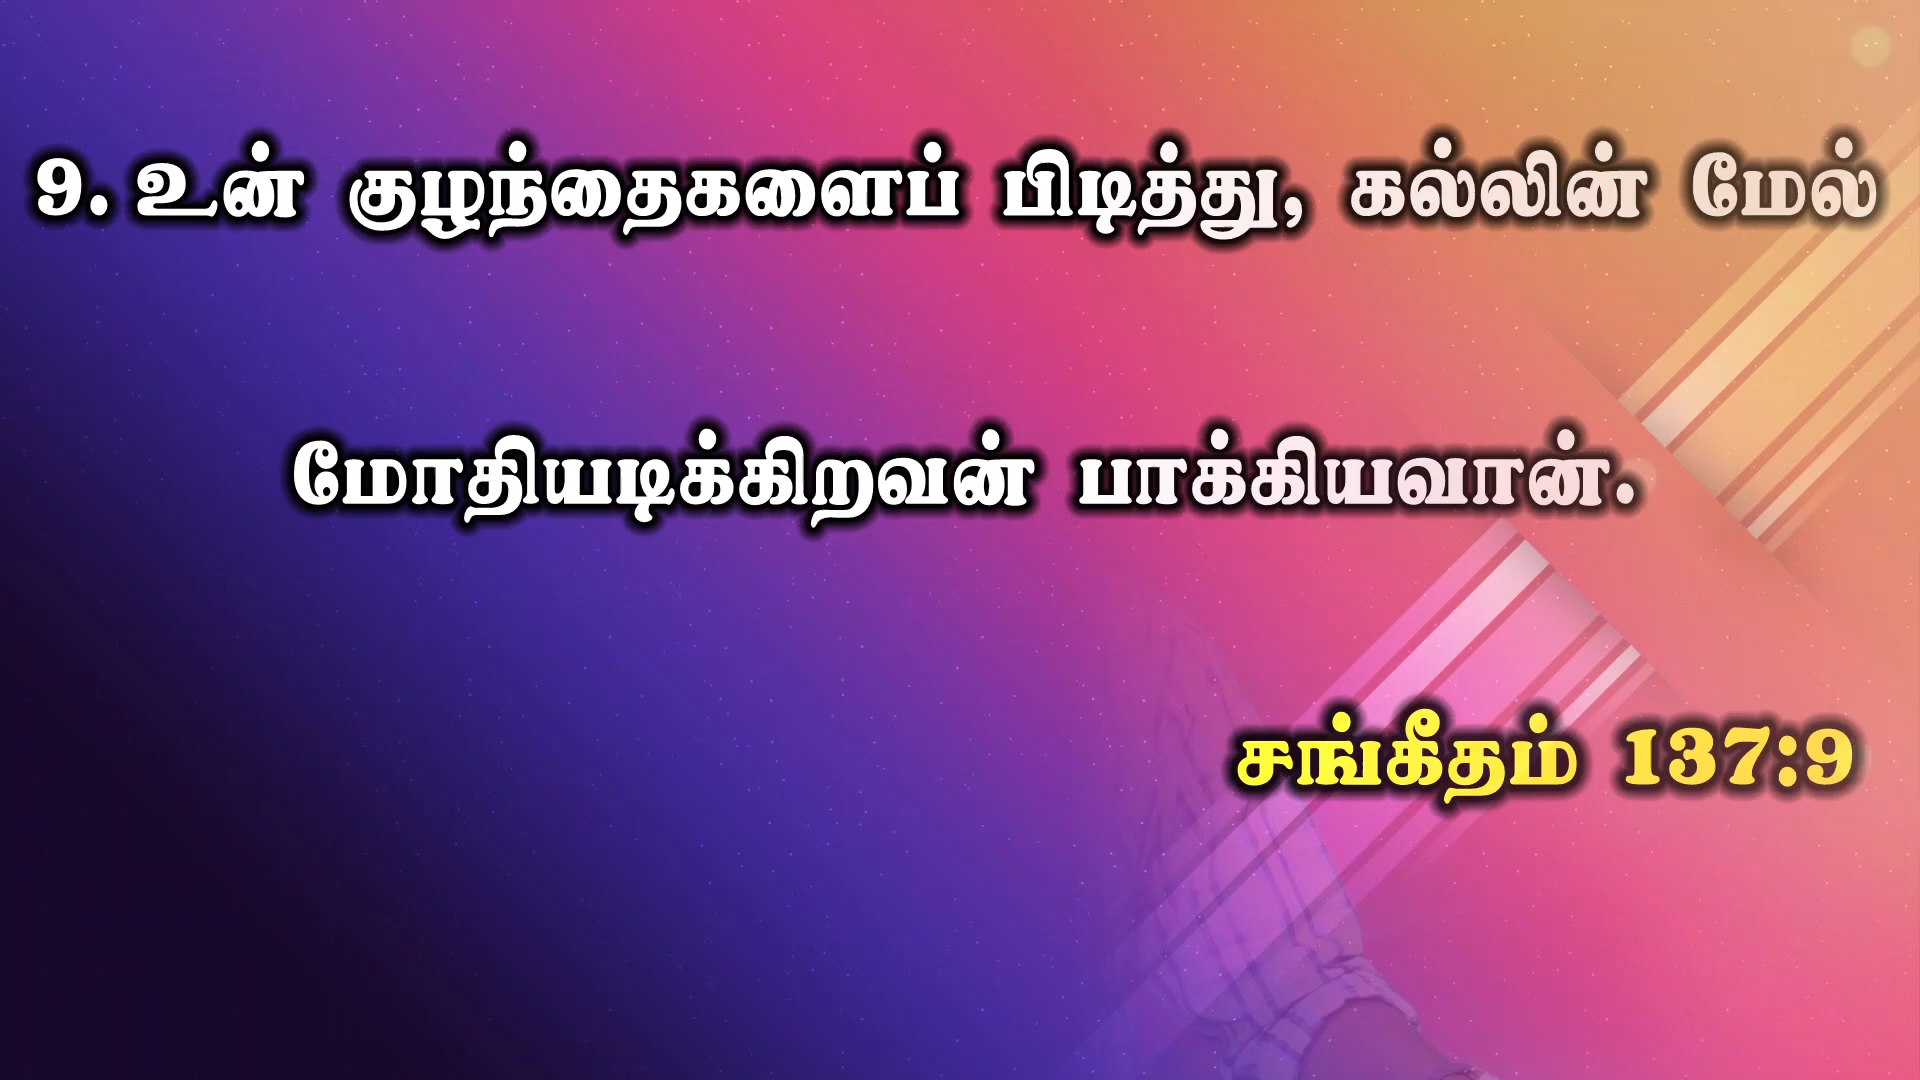 9. உன் குழந்தைகளைப் பிடித்து, கல்லின் மேல்
மோதியடிக்கிறவன் பாக்கியவான்.
சங்கீதம் 137:9